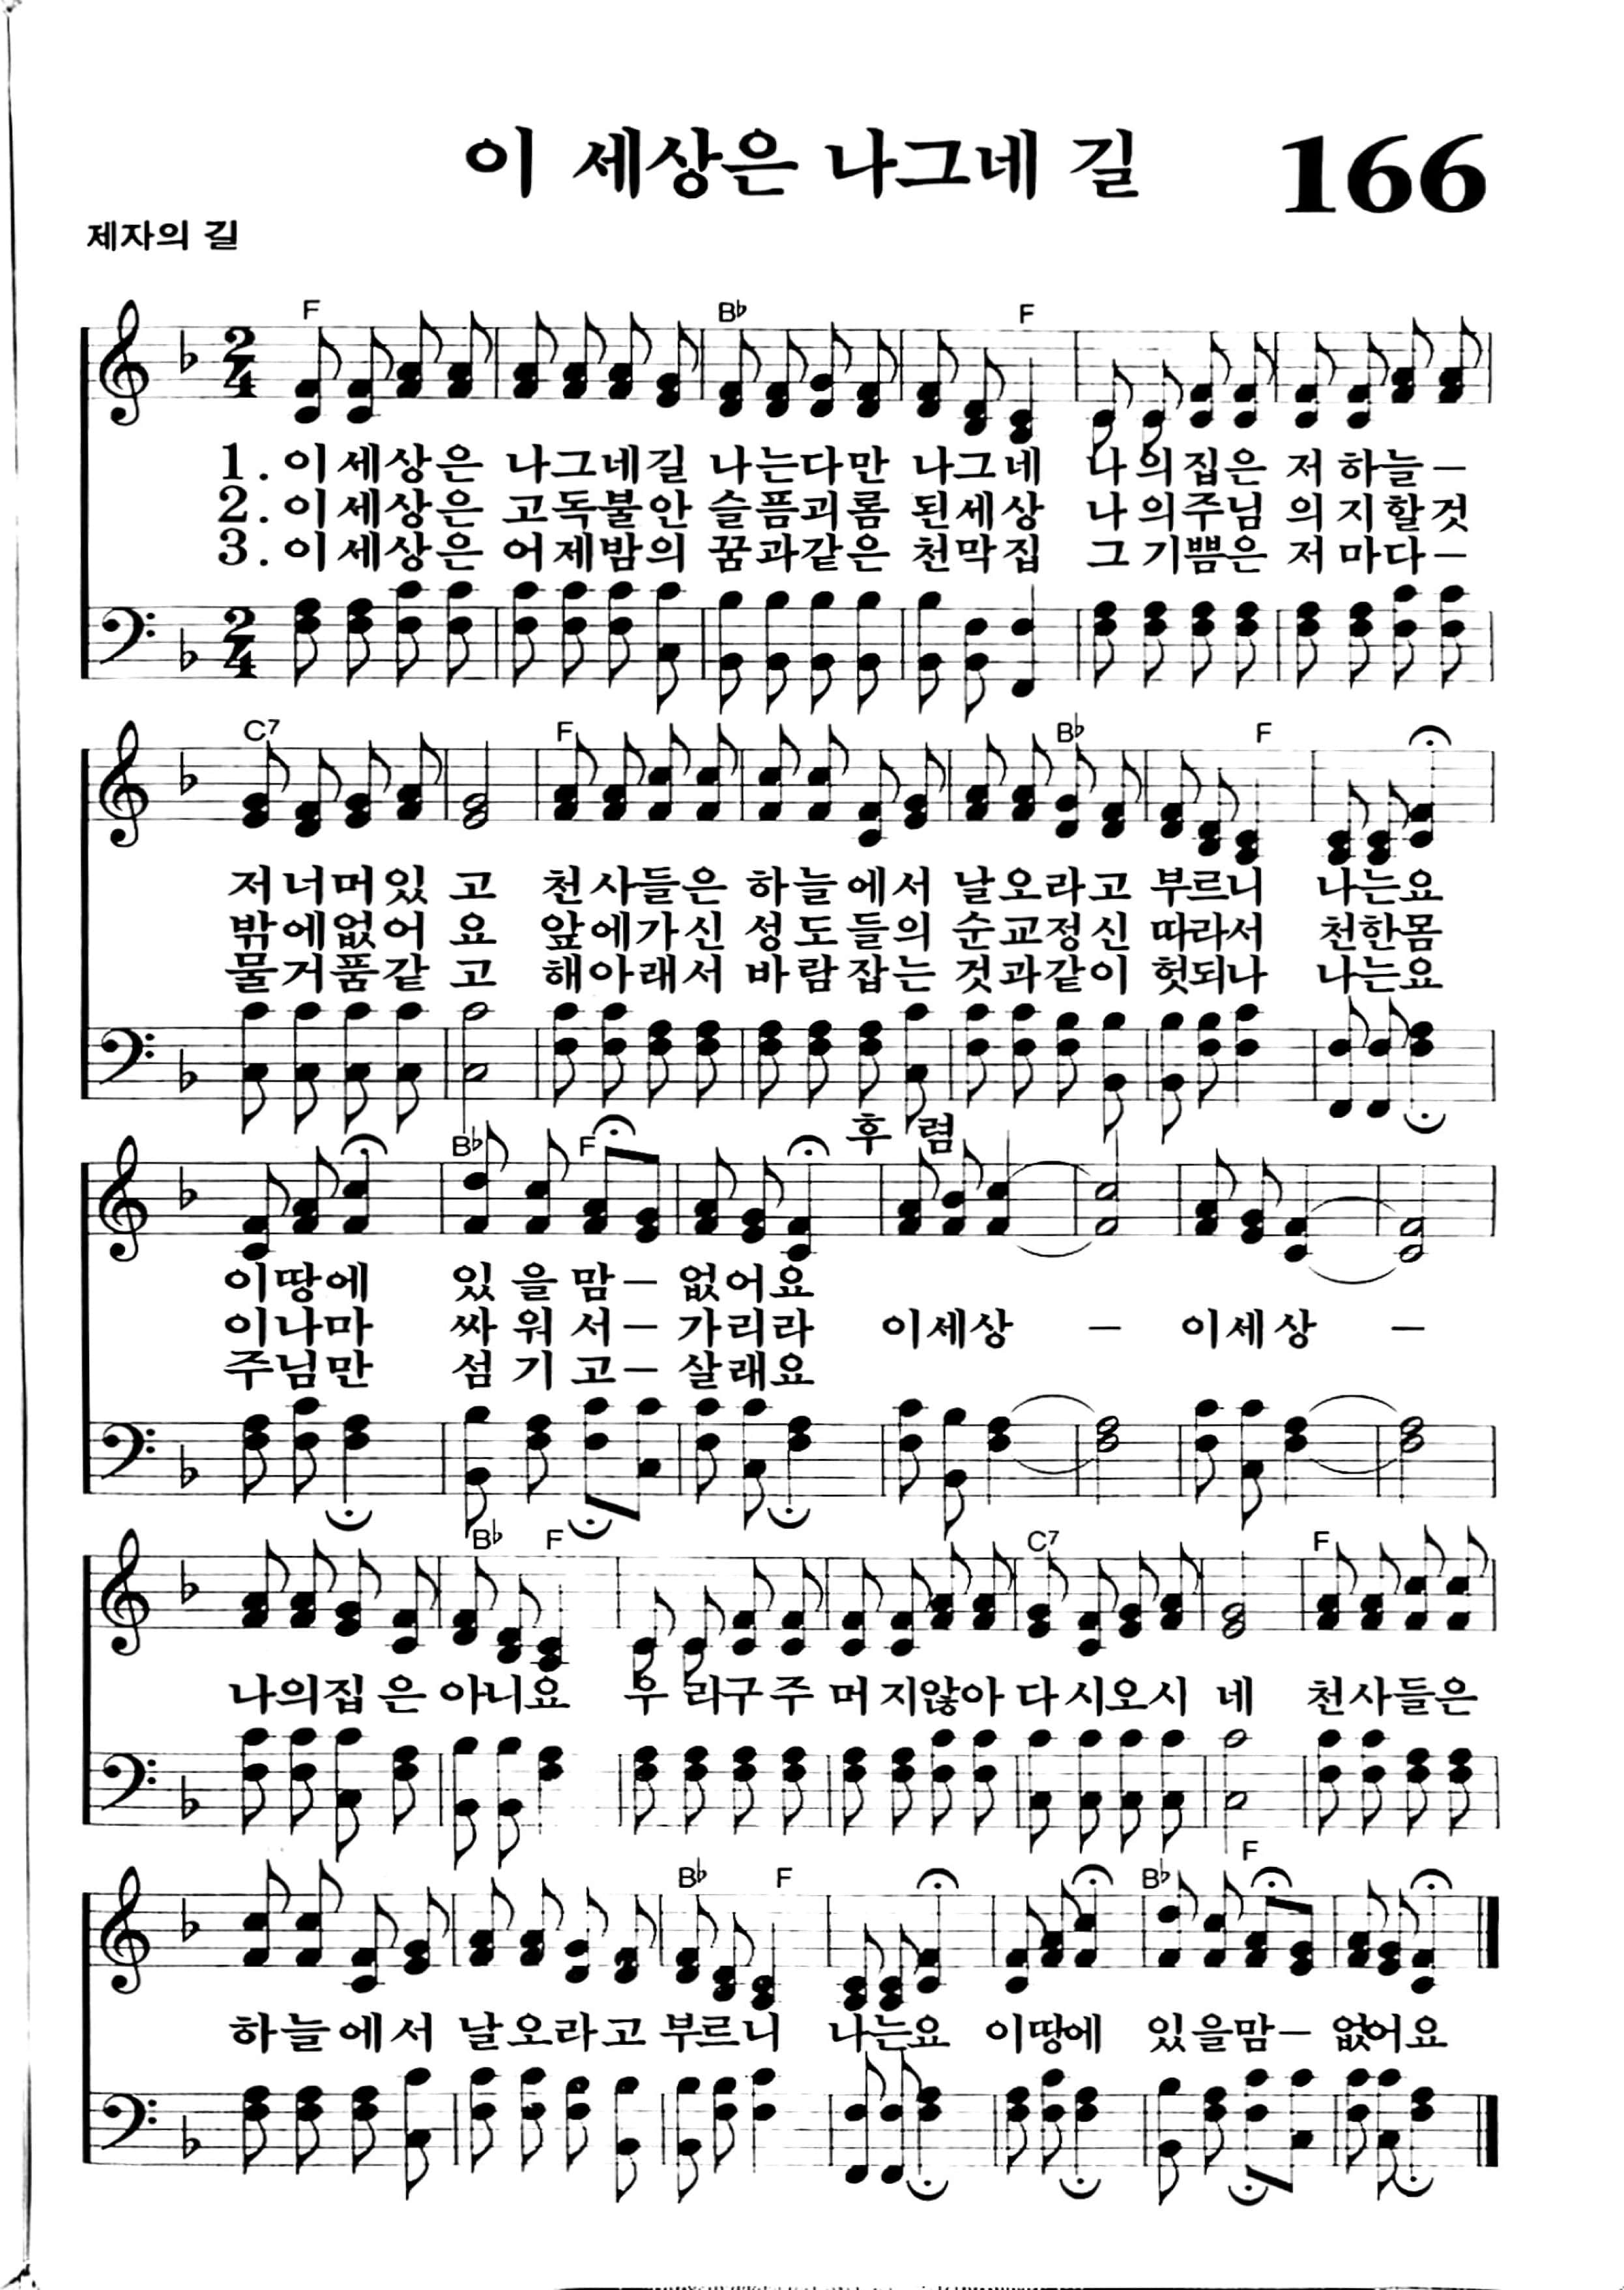 이 세상은 나그네 길 166
제자의 길
F B♭ F
1. 이세상은 나그네길 나는다만 나그네 나의집은 저하늘–
2. 이세상은 고독불안 슬픔괴롬 된세상 나의주님 의지할것
3. 이세상은 어제밤의 꿈과같은 천막집 그기쁨은 저마다–
C7 F B♭ F
저너머있고 천사들은 하늘에서 날오라고 부르니 나는요
밖에없어요 앞에가신 성도들의 순교정신 따라서 천한몸
물거품같고 해아래서 바람잡는 것과같이 헛되나 나는요
후 렴
B♭ F
이땅에 있을맘– 없어요
이나마 싸워서– 가리라 이세상 – 이세상 –
주님만 섬기고– 살래요
B♭ F C7 F
나의집은 아니요 우리구주 머지않아 다시오시네 천사들은
B♭ F B♭ F
하늘에서 날오라고 부르니 나는요 이땅에 있을맘– 없어요